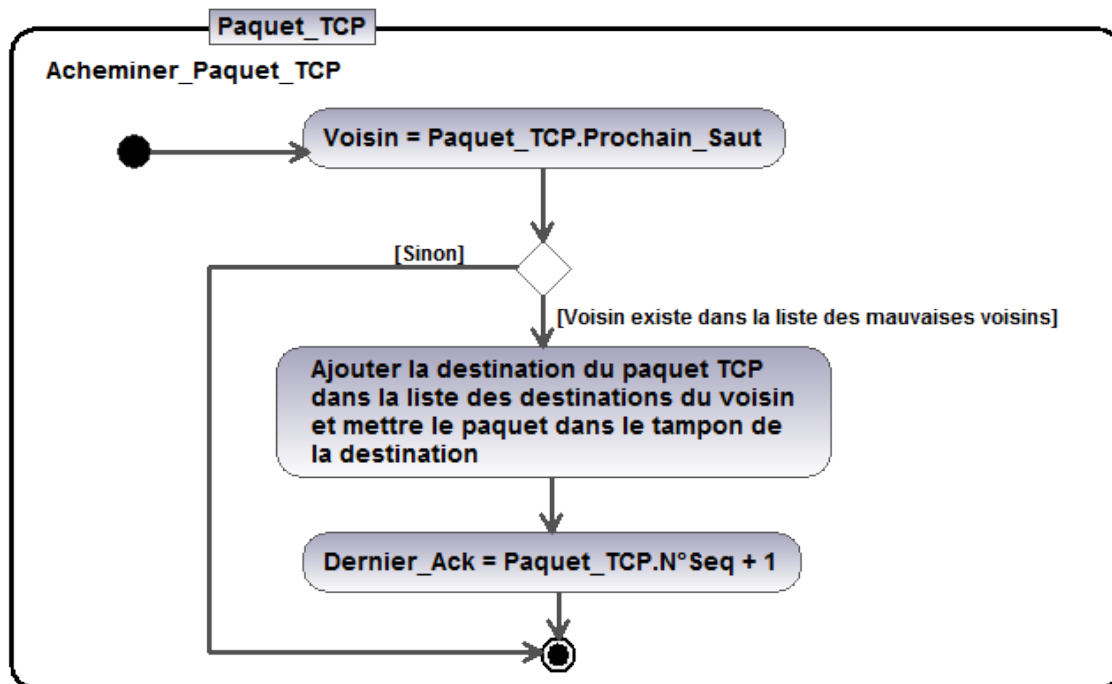 Paquet_TCP
Acheminer_Paquet_TCP
Voisin = Paquet_TCP.Prochain_Saut
[Sinon]
[Voisin existe dans la liste des mauvaises voisins]
Ajouter la destination du paquet TCP
dans la liste des destinations du voisin
et mettre le paquet dans le tampon de
la destination
Dernier_Ack = Paquet_TCP.N°Seq + 1